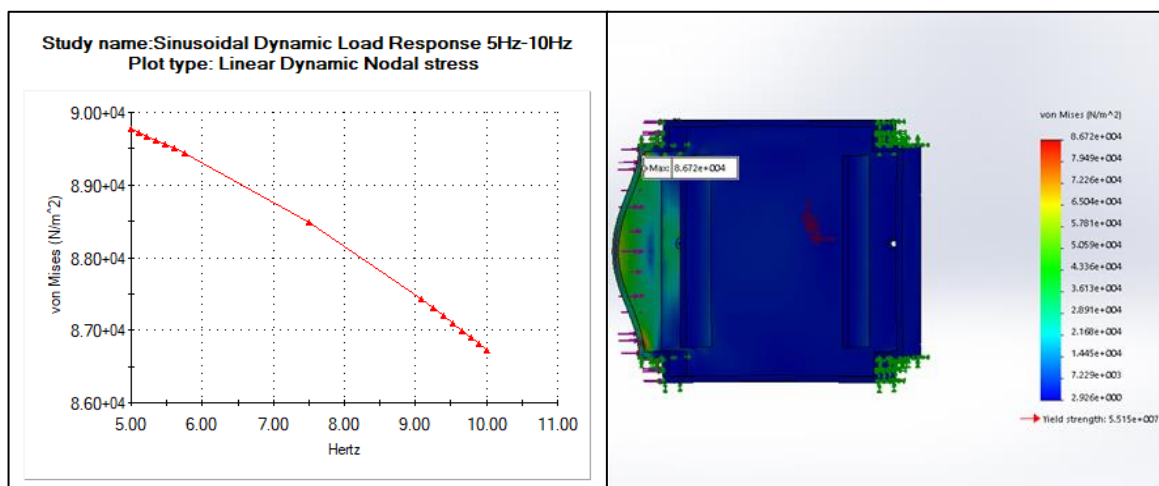 Study name:Sinusoidal Dynamic Load Response 5Hz-10Hz
Plot type: Linear Dynamic Nodal stress
von Mises (N/m^2)
9.00+04
8.90+04
8.80+04
8.70+04
8.60+04
5.00 6.00 7.00 8.00 9.00 10.00 11.00
Hertz
Max: 8.672e+004
von Mises (N/m^2)
8.672e+004
7.949e+004
7.226e+004
6.504e+004
5.781e+004
5.059e+004
4.336e+004
3.613e+004
2.891e+004
2.168e+004
1.445e+004
7.229e+003
2.926e+000
Yield strength: 5.515e+007